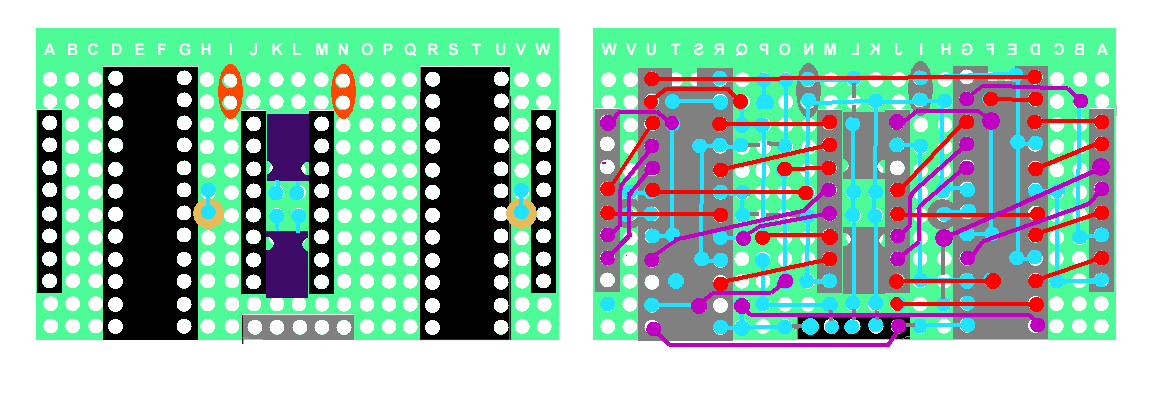 A B C D E F G H I J K L M N O P Q R S T U V W
W V U T S R Q P O N M L K J I H G F E D C B A